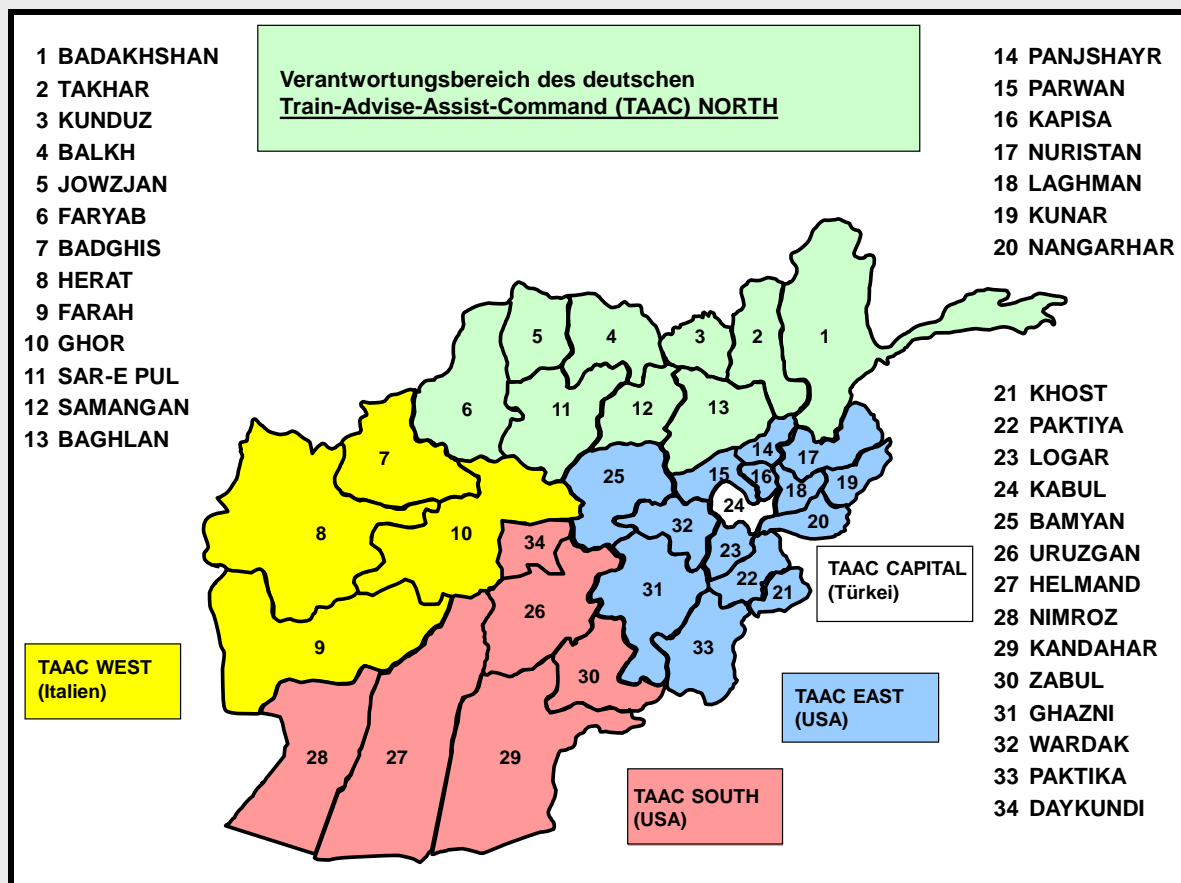 1 BADAKHSHAN
2 TAKHAR
3 KUNDUZ
4 BALKH
5 JOWZJAN
6 FARYAB
7 BADGHIS
8 HERAT
9 FARAH
10 GHOR
11 SAR-E PUL
12 SAMANGAN
13 BAGHLAN
Verantwortungsbereich des deutschen
Train-Advise-Assist-Command (TAAC) NORTH
14 PANJSHAYR
15 PARWAN
16 KAPISA
17 NURISTAN
18 LAGHMAN
19 KUNAR
20 NANGARHAR
21 KHOST
22 PAKTIYA
23 LOGAR
24 KABUL
25 BAMYAN
26 URUZGAN
27 HELMAND
28 NIMROZ
29 KANDAHAR
30 ZABUL
31 GHAZNI
32 WARDAK
33 PAKTIKA
34 DAYKUNDI
5
4
3
2
1
6
11
12
13
7
25
14
15
16
17
18
19
20
24
8
10
34
32
23
22
21
31
26
9
30
33
28
27
29
TAAC CAPITAL
(Türkei)
TAAC WEST
(Italien)
TAAC EAST
(USA)
TAAC SOUTH
(USA)